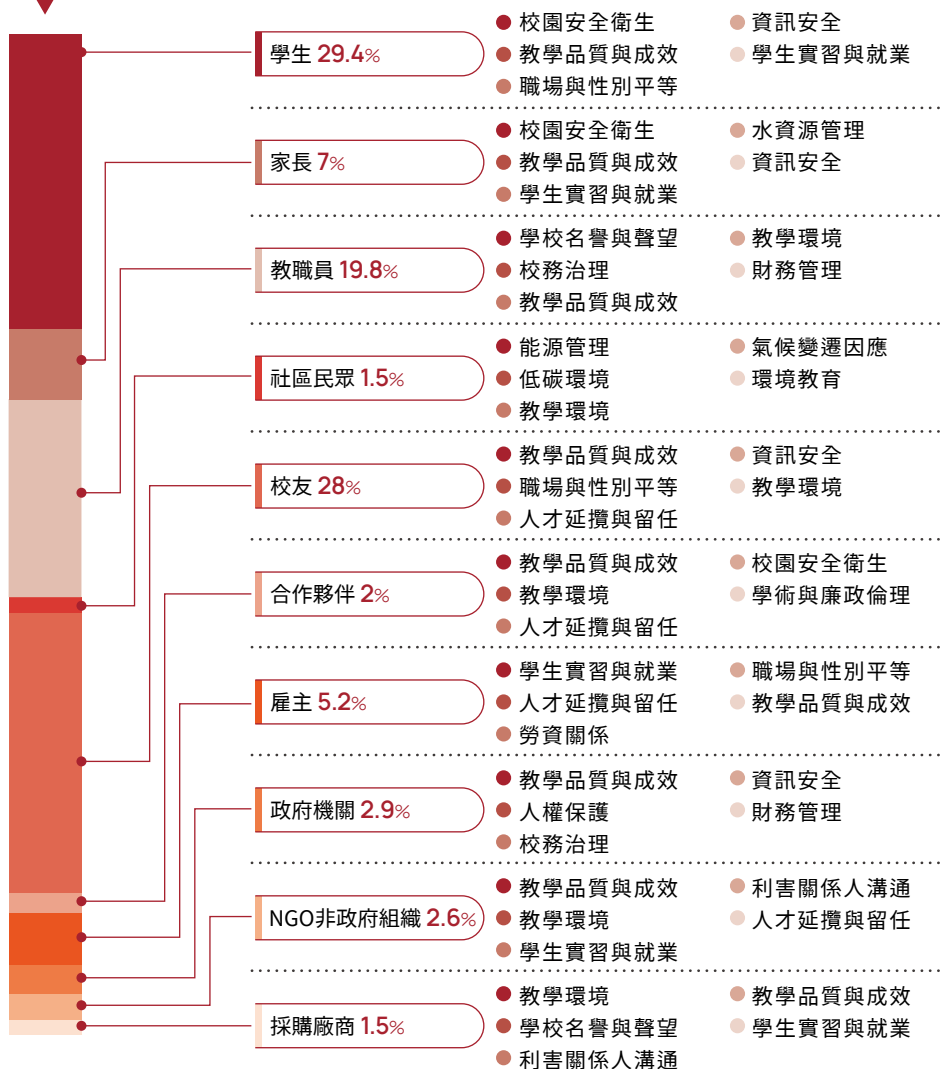 學生 29.4%
校園安全衛生
教學品質與成效
職場與性別平等
資訊安全
學生實習與就業
家長 7%
校園安全衛生
教學品質與成效
學生實習與就業
水資源管理
資訊安全
教職員 19.8%
學校名譽與聲望
校務治理
教學品質與成效
教學環境
財務管理
社區民眾 1.5%
能源管理
低碳環境
教學環境
氣候變遷因應
環境教育
校友 28%
教學品質與成效
職場與性別平等
人才延攬與留任
資訊安全
教學環境
合作夥伴 2%
教學品質與成效
教學環境
人才延攬與留任
校園安全衛生
學術與廉政倫理
雇主 5.2%
學生實習與就業
人才延攬與留任
勞資關係
職場與性別平等
教學品質與成效
政府機關 2.9%
教學品質與成效
人權保護
校務治理
資訊安全
財務管理
NGO非政府組織 2.6%
教學品質與成效
教學環境
學生實習與就業
利害關係人溝通
人才延攬與留任
採購廠商 1.5%
教學環境
學校名譽與聲望
利害關係人溝通
教學品質與成效
學生實習與就業